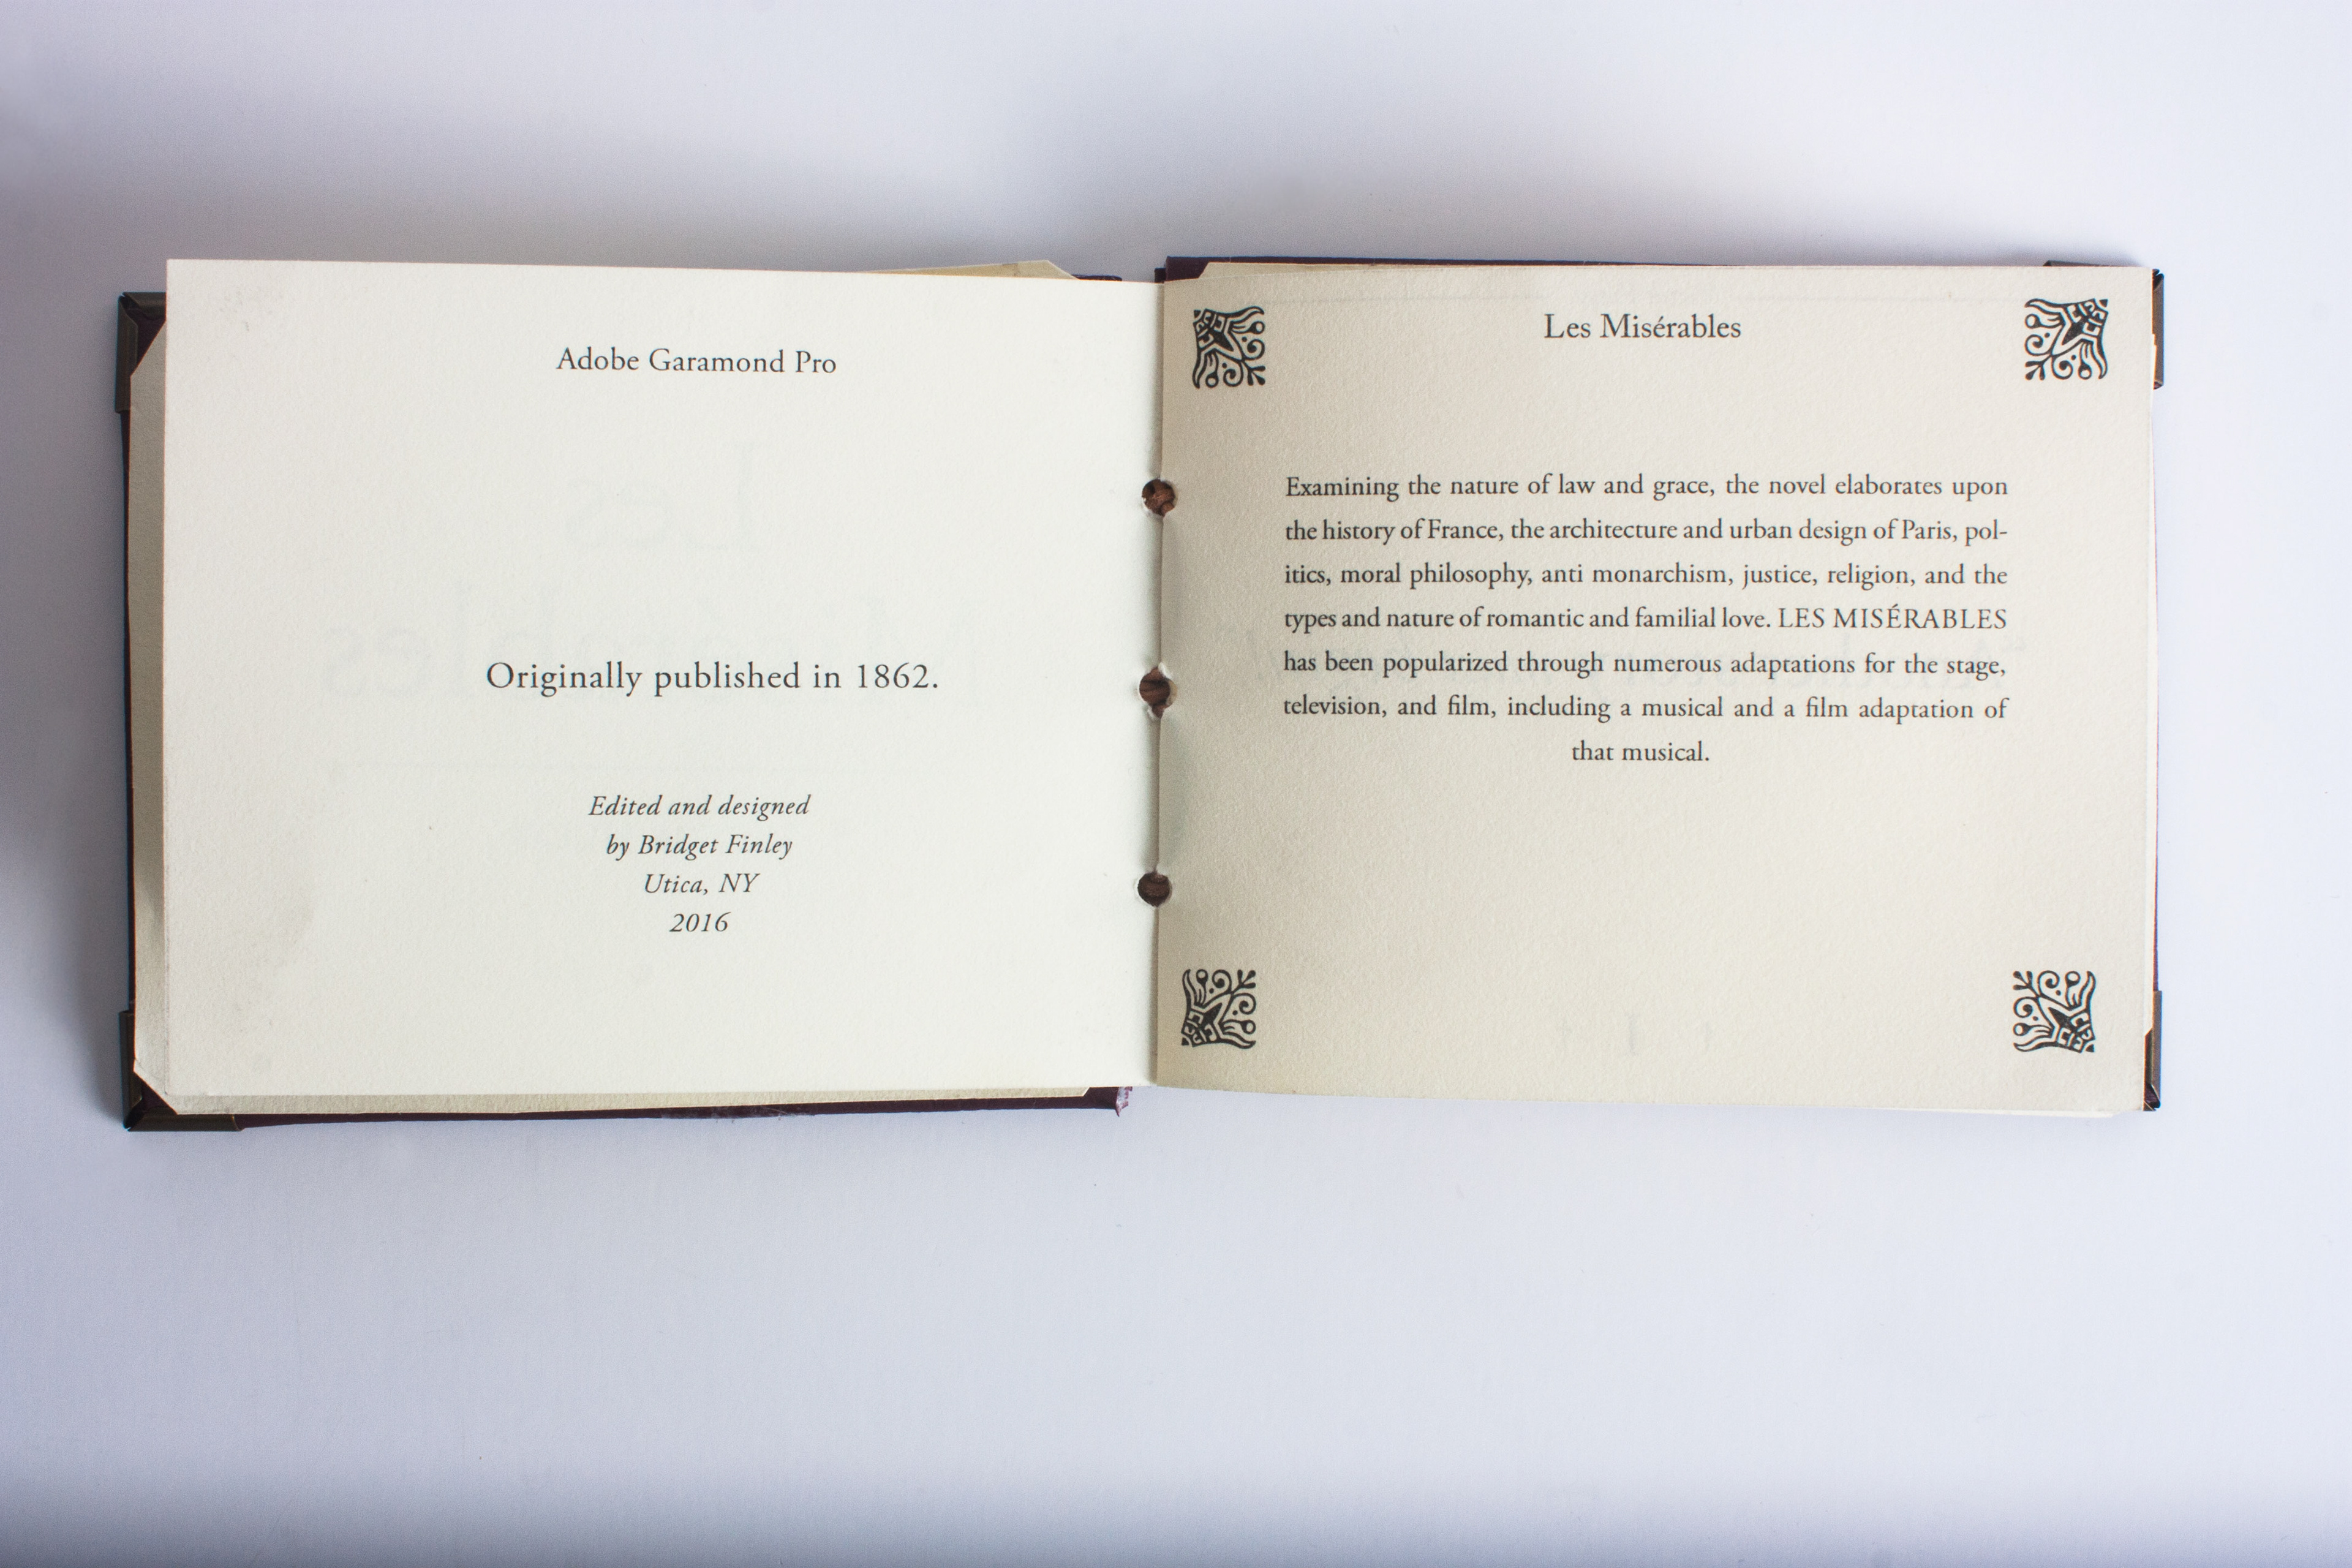 Adobe Garamond Pro
Originally published in 1862.
Edited and designed
by Bridget Finley
Utica, NY
2016
Les Misérables
Examining the nature of law and grace, the novel elaborates upon
the history of France, the architecture and urban design of Paris, pol-
itics, moral philosophy, anti monarchism, justice, religion, and the
types and nature of romantic and familial love. LES MISÉRABLES
has been popularized through numerous adaptations for the stage,
television, and film, including a musical and a film adaptation of
that musical.